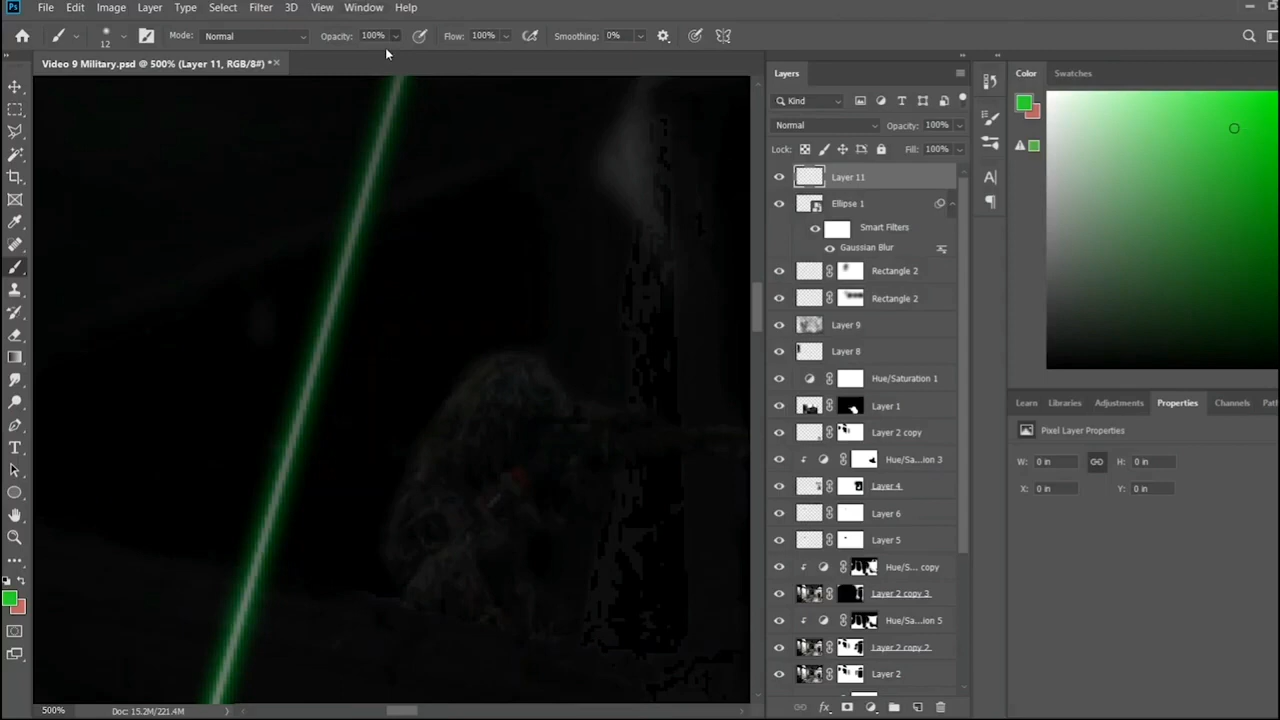 Ps File Edit Image Layer Type Select Filter 3D View Window Help
12 Mode: Normal Opacity: 100% Flow: 100% Smoothing: 0%
Video 9 Military.psd @ 500% (Layer 11, RGB/8#) * ×
Layers
Kind
Normal Opacity: 100%
Lock: Fill: 100%
Layer 11
Ellipse 1
Smart Filters
Gaussian Blur
Rectangle 2
Rectangle 2
Layer 9
Layer 8
Hue/Saturation 1
Layer 1
Layer 2 copy
Hue/Sa...ion 3
Layer 4
Layer 6
Layer 5
Hue/S... copy
Layer 2 copy 3
Hue/Sa...ion 5
Layer 2 copy 2
Layer 2
Color Swatches
Learn Libraries Adjustments Properties Channels Pat
Pixel Layer Properties
W: 0 in H: 0 in
X: 0 in Y: 0 in
500% Doc: 15.2M/221.4M